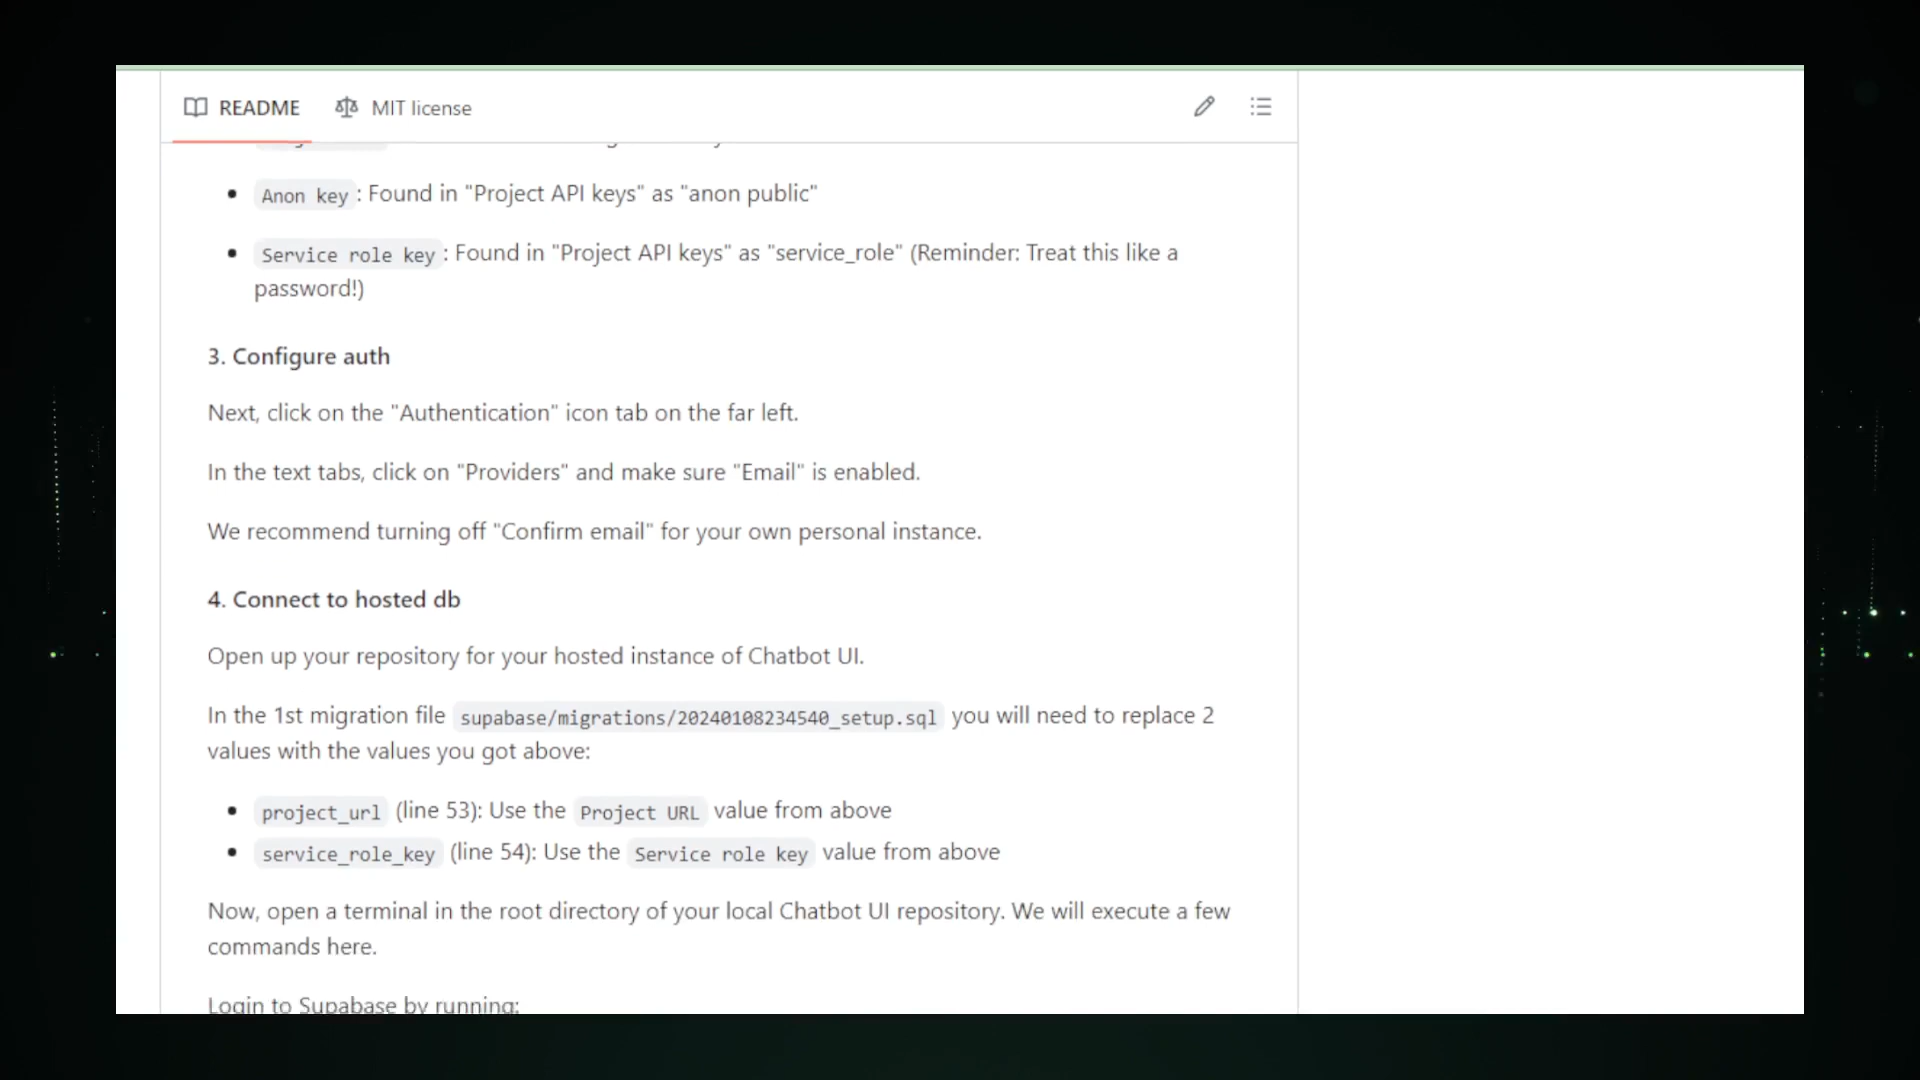 README
MIT license
Anon key: Found in "Project API keys" as "anon public"
Service role key: Found in "Project API keys" as "service_role" (Reminder: Treat this like a
password!)
3. Configure auth
Next, click on the "Authentication" icon tab on the far left.
In the text tabs, click on "Providers" and make sure "Email" is enabled.
We recommend turning off "Confirm email" for your own personal instance.
4. Connect to hosted db
Open up your repository for your hosted instance of Chatbot UI.
In the 1st migration file supabase/migrations/20240108234540_setup.sql you will need to replace 2
values with the values you got above:
project_url (line 53): Use the Project URL value from above
service_role_key (line 54): Use the Service role key value from above
Now, open a terminal in the root directory of your local Chatbot UI repository. We will execute a few
commands here.
Login to Supabase by running: